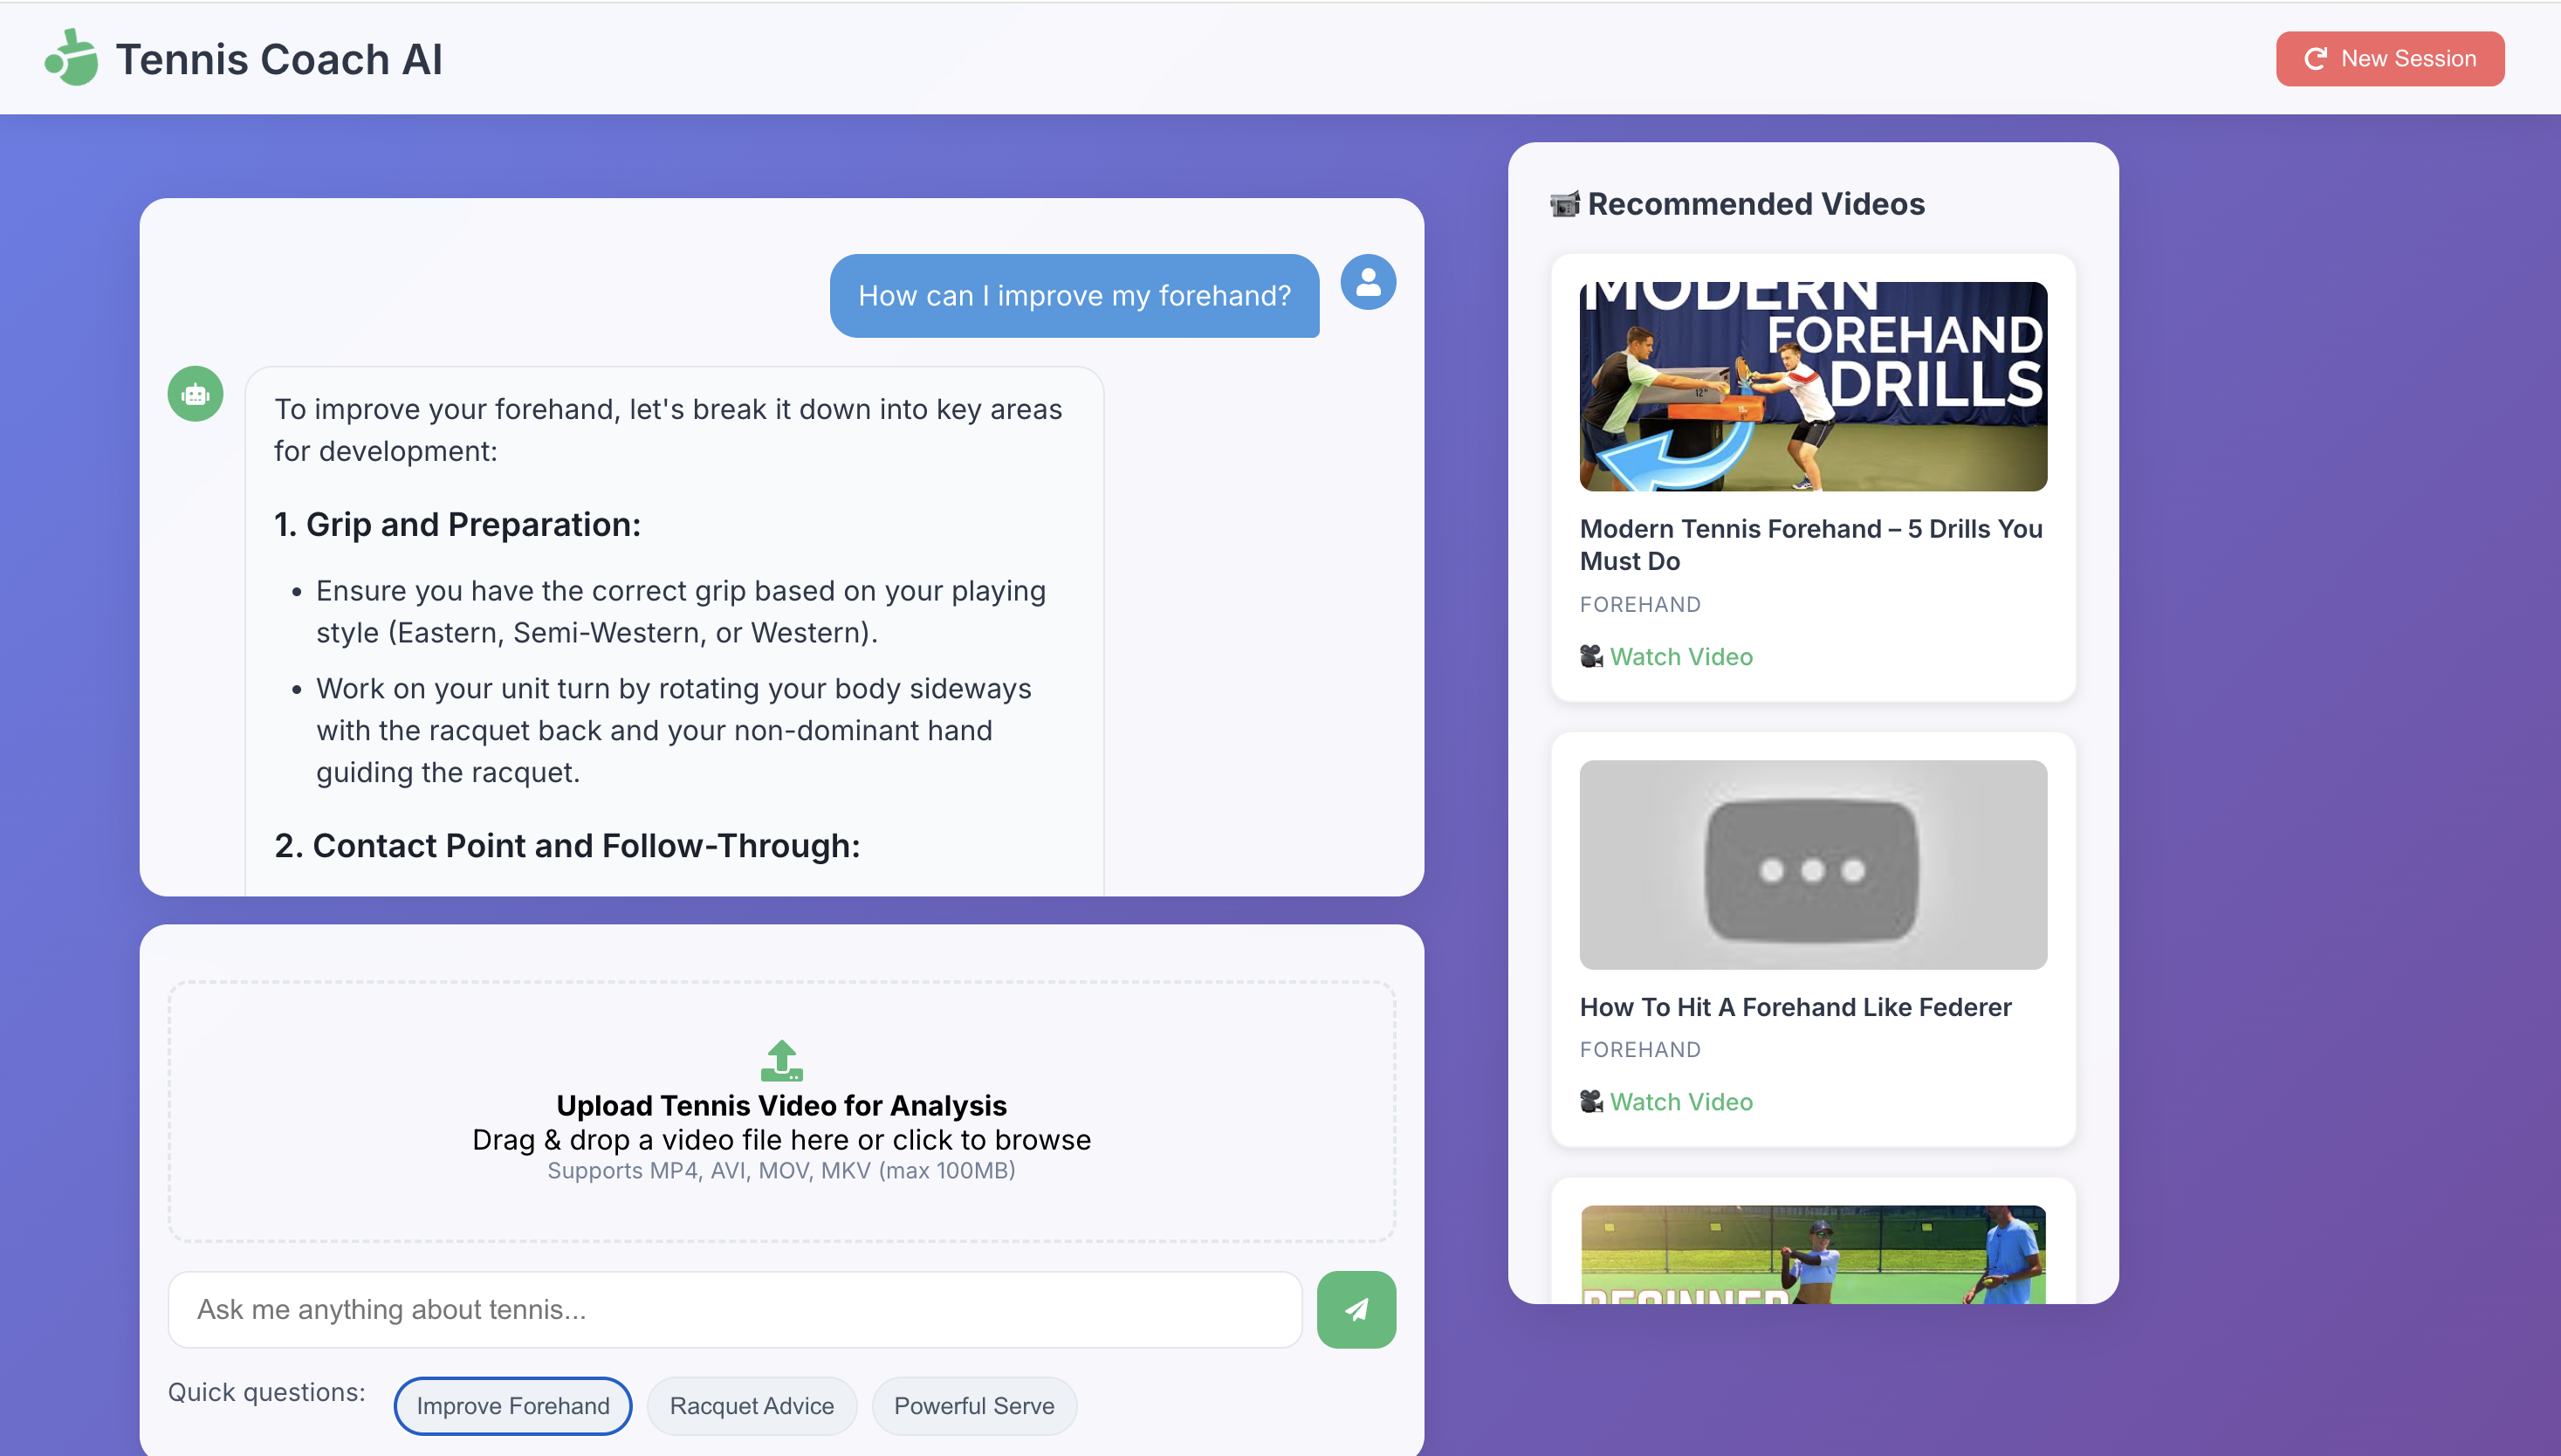 Tennis Coach AI
New Session
How can I improve my forehand?
To improve your forehand, let's break it down into key areas
for development:
1. Grip and Preparation:
• Ensure you have the correct grip based on your playing
style (Eastern, Semi-Western, or Western).
• Work on your unit turn by rotating your body sideways
with the racquet back and your non-dominant hand
guiding the racquet.
2. Contact Point and Follow-Through:
Upload Tennis Video for Analysis
Drag & drop a video file here or click to browse
Supports MP4, AVI, MOV, MKV (max 100MB)
Ask me anything about tennis...
Quick questions:
Improve Forehand
Racquet Advice
Powerful Serve
Recommended Videos
MODERN
FOREHAND
DRILLS
12"
Modern Tennis Forehand – 5 Drills You
Must Do
FOREHAND
Watch Video
How To Hit A Forehand Like Federer
FOREHAND
Watch Video
BEGINNER